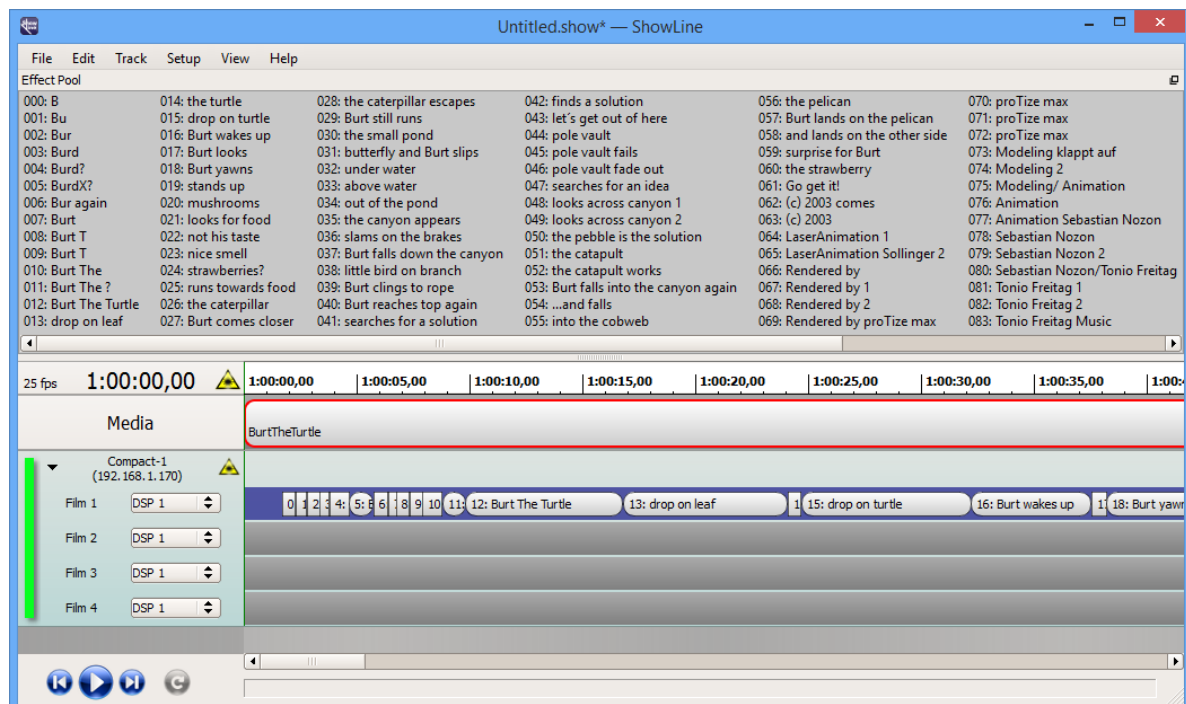 Untitled.show* — ShowLine
File Edit Track Setup View Help
Effect Pool
000: B 014: the turtle 028: the caterpillar escapes 042: finds a solution 056: the pelican 070: proTize max
001: Bu 015: drop on turtle 029: Burt still runs 043: let´s get out of here 057: Burt lands on the pelican 071: proTize max
002: Bur 016: Burt wakes up 030: the small pond 044: pole vault 058: and lands on the other side 072: proTize max
003: Burd 017: Burt looks 031: butterfly and Burt slips 045: pole vault fails 059: surprise for Burt 073: Modeling klappt auf
004: Burd? 018: Burt yawns 032: under water 046: pole vault fade out 060: the strawberry 074: Modeling 2
005: BurdX? 019: stands up 033: above water 047: searches for an idea 061: Go get it! 075: Modeling/ Animation
006: Bur again 020: mushrooms 034: out of the pond 048: looks across canyon 1 062: (c) 2003 comes 076: Animation
007: Burt 021: looks for food 035: the canyon appears 049: looks across canyon 2 063: (c) 2003 077: Animation Sebastian Nozon
008: Burt T 022: not his taste 036: slams on the brakes 050: the pebble is the solution 064: LaserAnimation 1 078: Sebastian Nozon
009: Burt T 023: nice smell 037: Burt falls down the canyon 051: the catapult 065: LaserAnimation Sollinger 2 079: Sebastian Nozon 2
010: Burt The 024: strawberries? 038: little bird on branch 052: the catapult works 066: Rendered by 080: Sebastian Nozon/Tonio Freitag
011: Burt The ? 025: runs towards food 039: Burt clings to rope 053: Burt falls into the canyon again 067: Rendered by 1 081: Tonio Freitag 1
012: Burt The Turtle 026: the caterpillar 040: Burt reaches top again 054: ...and falls 068: Rendered by 2 082: Tonio Freitag 2
013: drop on leaf 027: Burt comes closer 041: searches for a solution 055: into the cobweb 069: Rendered by proTize max 083: Tonio Freitag Music
25 fps 1:00:00,00 1:00:00,00 1:00:05,00 1:00:10,00 1:00:15,00 1:00:20,00 1:00:25,00 1:00:30,00 1:00:35,00 1:00:
Media
BurtTheTurtle
Compact-1
(192.168.1.170)
Film 1 DSP 1 0 1 2 3 4: 5: 6 8 9 10 11: 12: Burt The Turtle 13: drop on leaf 1 15: drop on turtle 16: Burt wakes up 17 18: Burt yawn
Film 2 DSP 1
Film 3 DSP 1
Film 4 DSP 1